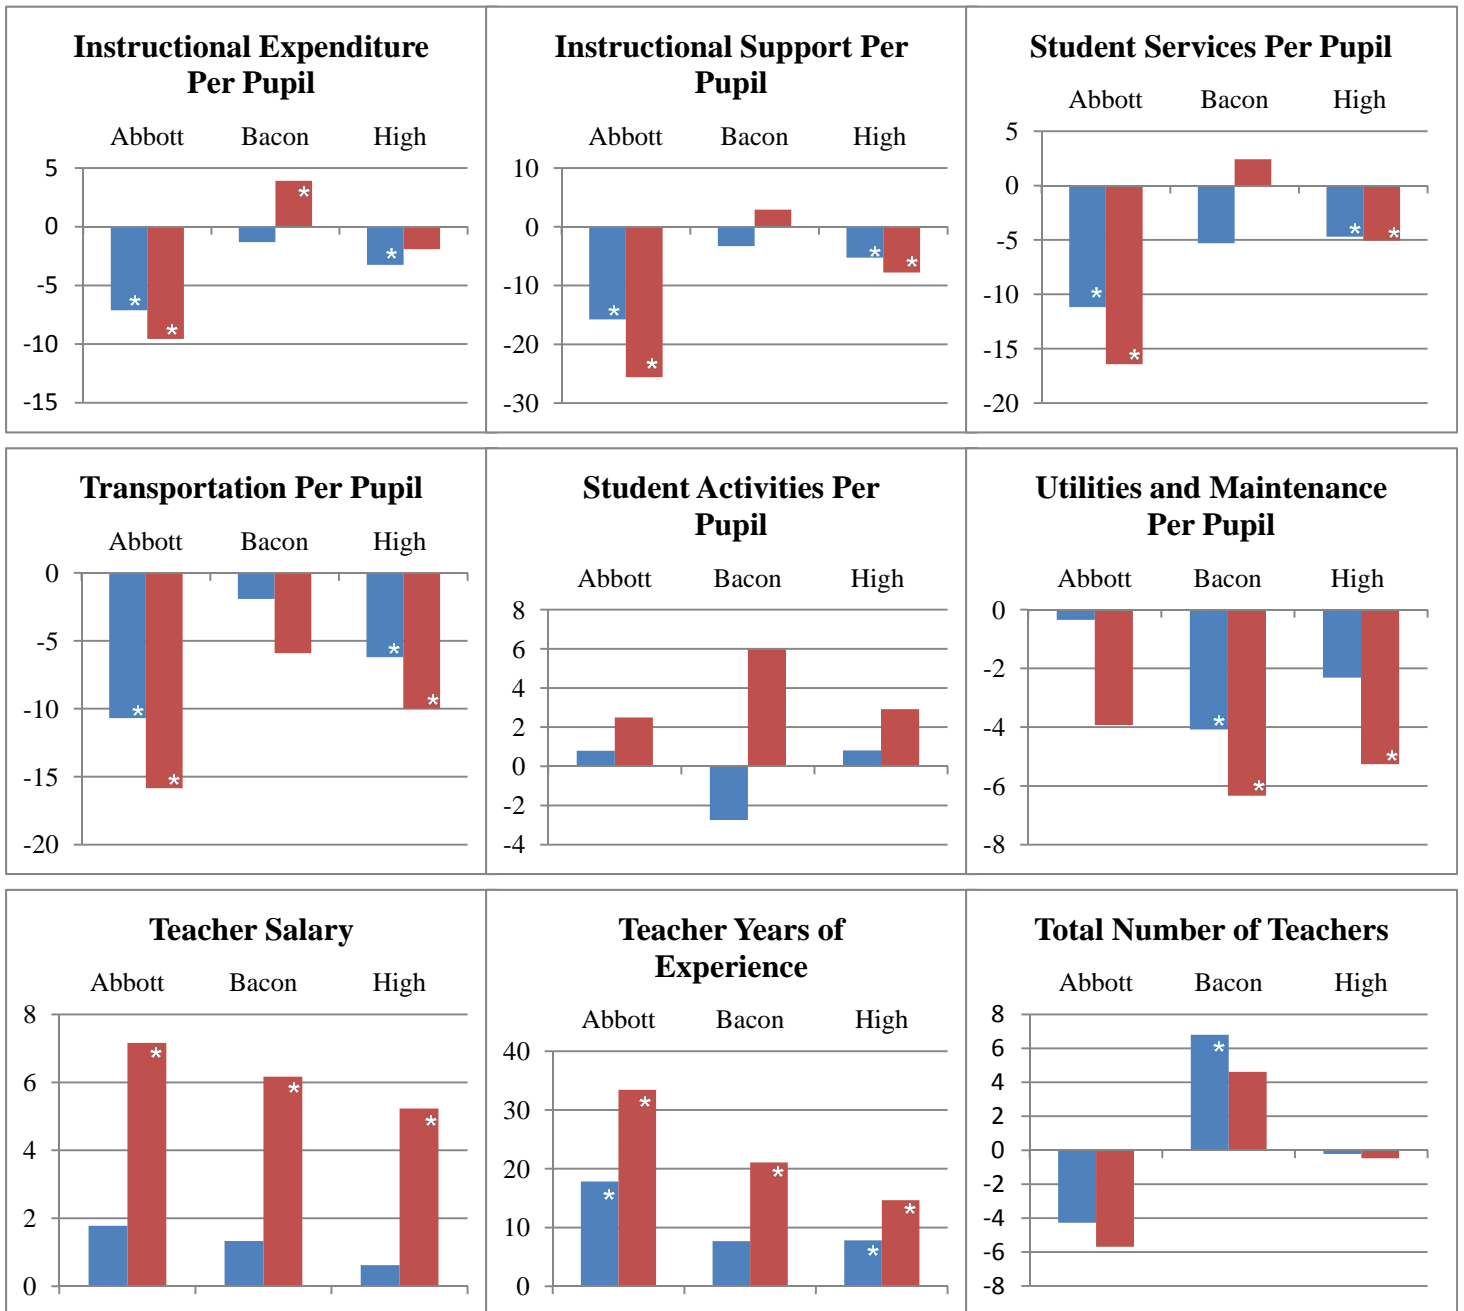 Instructional Expenditure
Per Pupil
Abbott Bacon High
5
0
-5
-10
-15
* * * *
Instructional Support Per
Pupil
Abbott Bacon High
10
0
-10
-20
-30
* * * *
Student Services Per Pupil
Abbott Bacon High
5
0
-5
-10
-15
-20
* * * *
Transportation Per Pupil
Abbott Bacon High
0
-5
-10
-15
-20
* * * *
Student Activities Per
Pupil
Abbott Bacon High
8
6
4
2
0
-2
-4
Utilities and Maintenance
Per Pupil
Abbott Bacon High
0
-2
-4
-6
-8
* * *
Teacher Salary
Abbott Bacon High
8
6
4
2
0
* * *
Teacher Years of
Experience
Abbott Bacon High
40
30
20
10
0
* * * * *
Total Number of Teachers
Abbott Bacon High
8
6
4
2
0
-2
-4
-6
-8
*